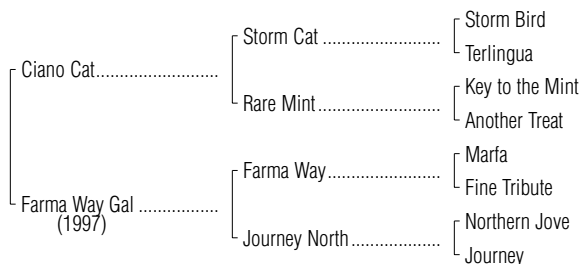 Storm Bird
Storm Cat ........................
Terlingua
Ciano Cat.........................
Key to the Mint
Rare Mint.........................
Another Treat
Marfa
Farma Way.......................
Fine Tribute
Farma Way Gal ................
(1997)
Northern Jove
Journey North..................
Journey